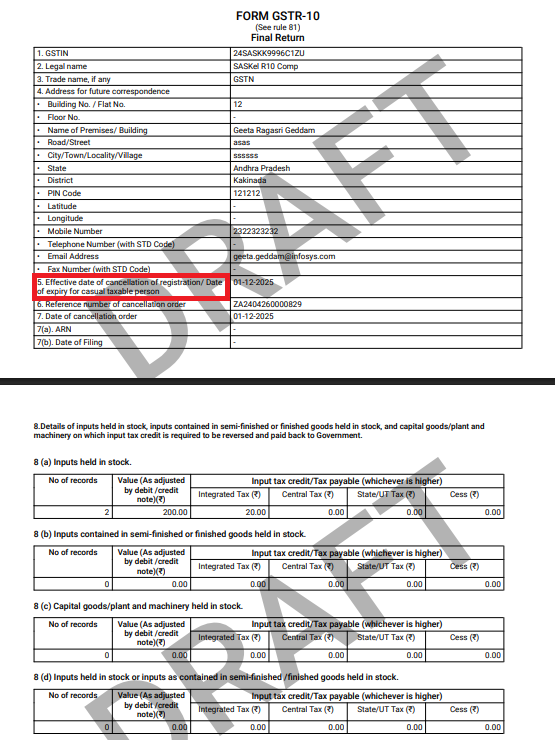 FORM GSTR-10
(See rule 81)
Final Return
1. GSTIN 24SASKK9996C1ZU
2. Legal name SASKel R10 Comp
3. Trade name, if any GSTN
4. Address for future correspondence
• Building No. / Flat No. 12
• Floor No. -
• Name of Premises/ Building Geeta Ragasri Geddam
• Road/Street asas
• City/Town/Locality/Village ssssss
• State Andhra Pradesh
• District Kakinada
• PIN Code 121212
• Latitude -
• Longitude -
• Mobile Number 2322323232
• Telephone Number (with STD Code) -
• Email Address geeta.geddam@infosys.com
• Fax Number (with STD Code) -
5. Effective date of cancellation of registration/ Date 01-12-2025
of expiry for casual taxable person
6. Reference number of cancellation order ZA2404260000829
7. Date of cancellation order 01-12-2025
7(a). ARN -
7(b). Date of Filing -
DRAFT
8.Details of inputs held in stock, inputs contained in semi-finished or finished goods held in stock, and capital goods/plant and
machinery on which input tax credit is required to be reversed and paid back to Government.
8 (a) Inputs held in stock.
No of records Value (As adjusted by debit /credit note)(₹) Input tax credit/Tax payable (whichever is higher)
Integrated Tax (₹) Central Tax (₹) State/UT Tax (₹) Cess (₹)
2 200.00 20.00 0.00 0.00 0.00
8 (b) Inputs contained in semi-finished or finished goods held in stock.
No of records Value (As adjusted by debit /credit note)(₹) Input tax credit/Tax payable (whichever is higher)
Integrated Tax (₹) Central Tax (₹) State/UT Tax (₹) Cess (₹)
0 0.00 0.00 0.00 0.00 0.00
8 (c) Capital goods/plant and machinery held in stock.
No of records Value (As adjusted by debit /credit note)(₹) Input tax credit/Tax payable (whichever is higher)
Integrated Tax (₹) Central Tax (₹) State/UT Tax (₹) Cess (₹)
0 0.00 0.00 0.00 0.00 0.00
8 (d) Inputs held in stock or inputs as contained in semi-finished /finished goods held in stock.
No of records Value (As adjusted by debit /credit note)(₹) Input tax credit/Tax payable (whichever is higher)
Integrated Tax (₹) Central Tax (₹) State/UT Tax (₹) Cess (₹)
0 0.00 0.00 0.00 0.00 0.00
DRAFT